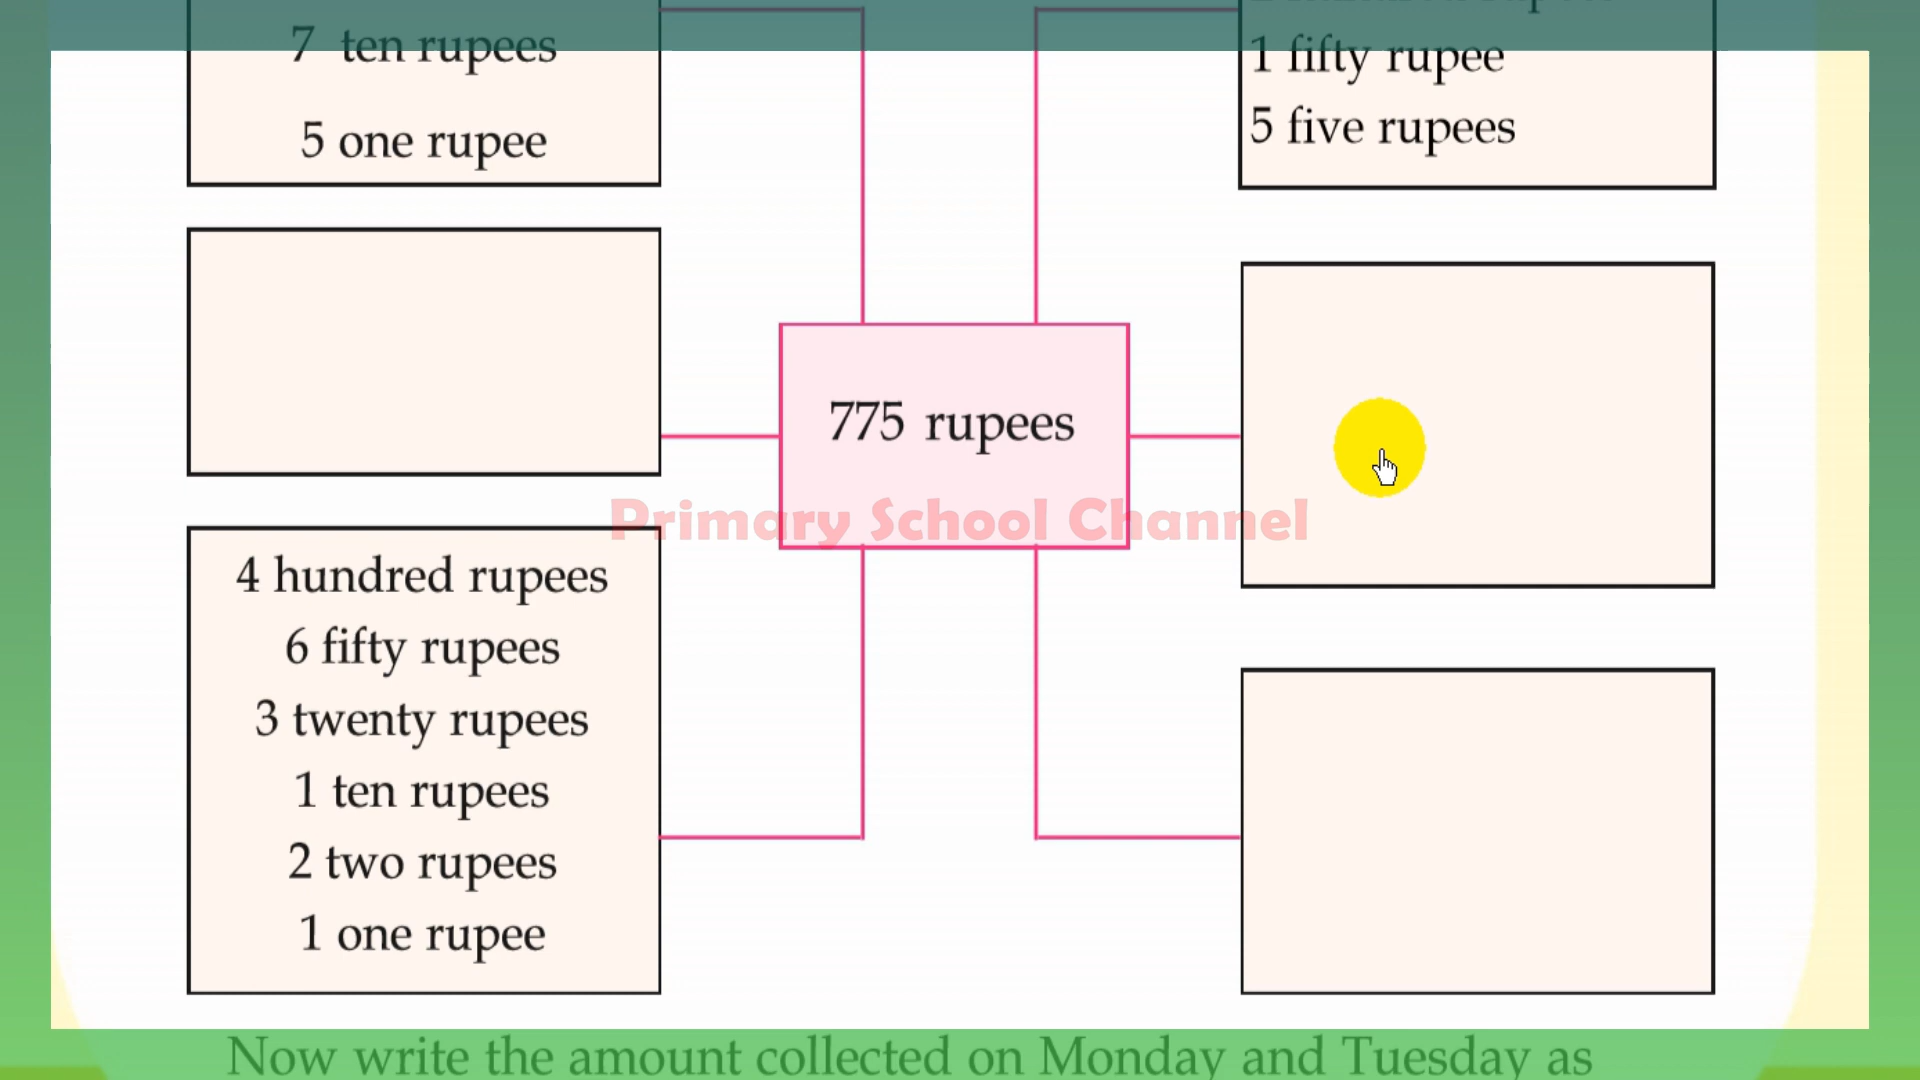 7 ten rupees
5 one rupee
1 fifty rupee
5 five rupees
775 rupees
Primary School Channel
4 hundred rupees
6 fifty rupees
3 twenty rupees
1 ten rupees
2 two rupees
1 one rupee
Now write the amount collected on Monday and Tuesday as